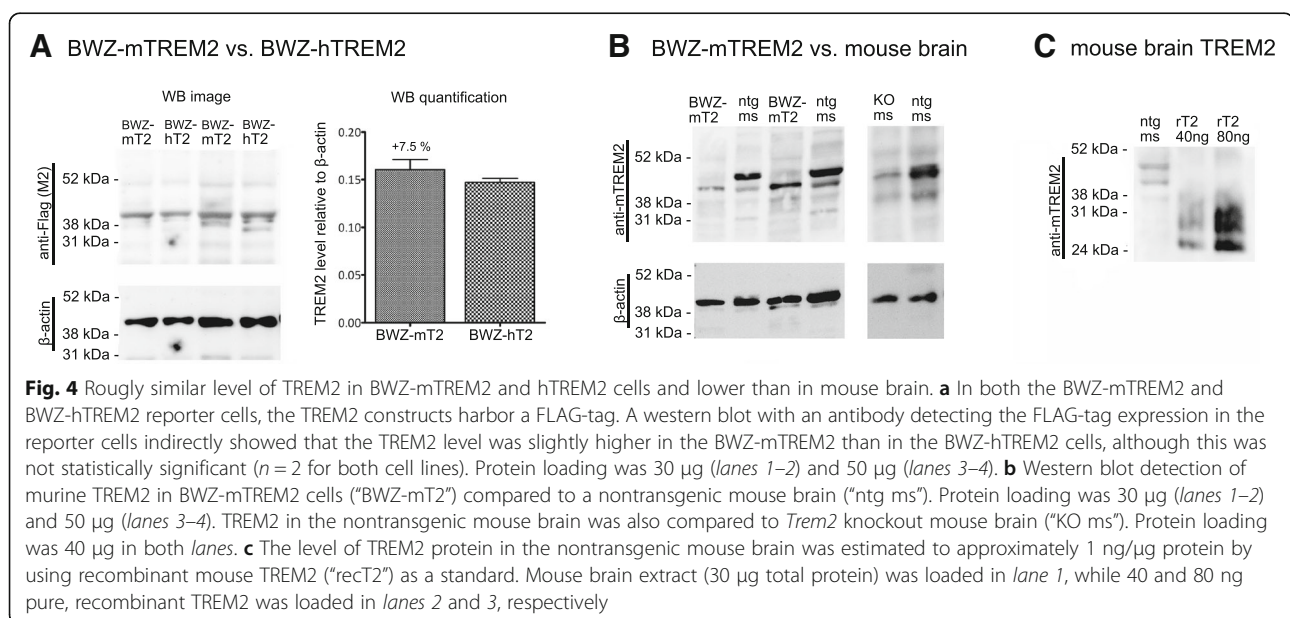 A BWZ-mTREM2 vs. BWZ-hTREM2
WB image
BWZ-mT2 BWZ-hT2 BWZ-mT2 BWZ-hT2
anti-Flag (M2)
52 kDa -
38 kDa -
31 kDa -
β-actin
52 kDa -
38 kDa -
31 kDa -
WB quantification
TREM2 level relative to β-actin
0.20
0.15
0.10
0.05
0.00
+7.5 %
BWZ-mT2 BWZ-hT2
B BWZ-mTREM2 vs. mouse brain
BWZ-mT2 ntg ms BWZ-mT2 ntg ms KO ms ntg ms
anti-mTREM2
52 kDa -
38 kDa -
31 kDa -
β-actin
52 kDa -
38 kDa -
31 kDa -
C mouse brain TREM2
ntg ms rT2 40ng rT2 80ng
anti-mTREM2
52 kDa -
38 kDa -
31 kDa -
24 kDa -
Fig. 4 Rougly similar level of TREM2 in BWZ-mTREM2 and hTREM2 cells and lower than in mouse brain. a In both the BWZ-mTREM2 and
BWZ-hTREM2 reporter cells, the TREM2 constructs harbor a FLAG-tag. A western blot with an antibody detecting the FLAG-tag expression in the
reporter cells indirectly showed that the TREM2 level was slightly higher in the BWZ-mTREM2 than in the BWZ-hTREM2 cells, although this was
not statistically significant (n = 2 for both cell lines). Protein loading was 30 μg (lanes 1–2) and 50 μg (lanes 3–4). b Western blot detection of
murine TREM2 in BWZ-mTREM2 cells (“BWZ-mT2”) compared to a nontransgenic mouse brain (“ntg ms”). Protein loading was 30 μg (lanes 1–2)
and 50 μg (lanes 3–4). TREM2 in the nontransgenic mouse brain was also compared to Trem2 knockout mouse brain (“KO ms”). Protein loading
was 40 μg in both lanes. c The level of TREM2 protein in the nontransgenic mouse brain was estimated to approximately 1 ng/μg protein by
using recombinant mouse TREM2 (“recT2”) as a standard. Mouse brain extract (30 μg total protein) was loaded in lane 1, while 40 and 80 ng
pure, recombinant TREM2 was loaded in lanes 2 and 3, respectively